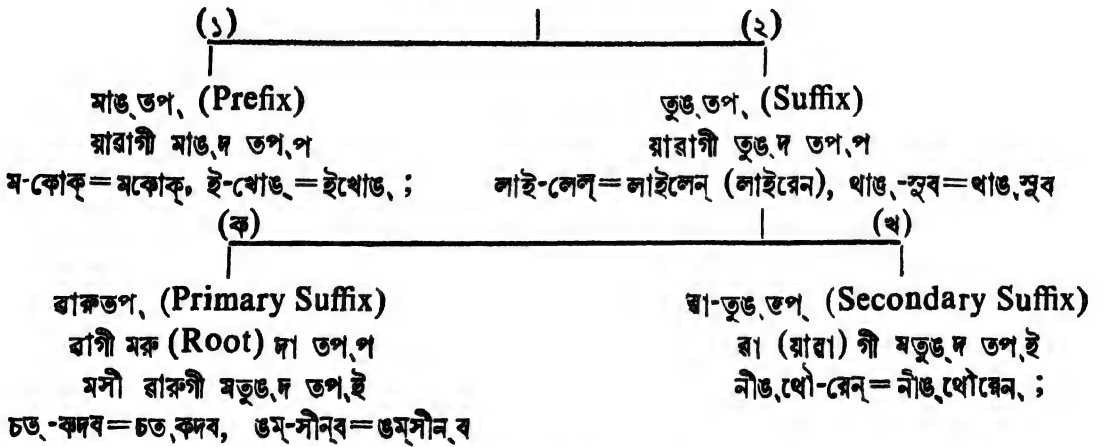 (১) (২)
মাঙ্‌তপ্‌ (Prefix) তুঙ্‌তপ্‌ (Suffix)
য়ারাগী মাঙ্‌দ তপ্‌প য়ারাগী তুঙ্‌দ তপ্‌প
ম-কোক্‌=মকোক্‌, ই-খোঙ্‌=ইখোঙ্‌ ; লাই-লেন্‌=লাইলেন্‌ (লাইরেন), থাঙ্‌-সুব=থাঙ্‌সুব
(ক) (খ)
ৱারুতপ্‌ (Primary Suffix) ৱা-তুঙ্‌তপ্‌ (Secondary Suffix)
ৱাগী মরু (Root) দা তপ্‌প ৱা (য়াৱা) গী মতুঙ্‌দ তপ্‌ই
মসী ৱারুগী মতুঙ্‌দ তপ্‌ই নীঙ্‌থৌ-রেন্‌=নীঙ্‌থৌরেন্‌ ;
চত্‌-কদব=চত্‌কদব, ঙম্‌-সীন্‌ব=ঙম্‌সীন্‌ব